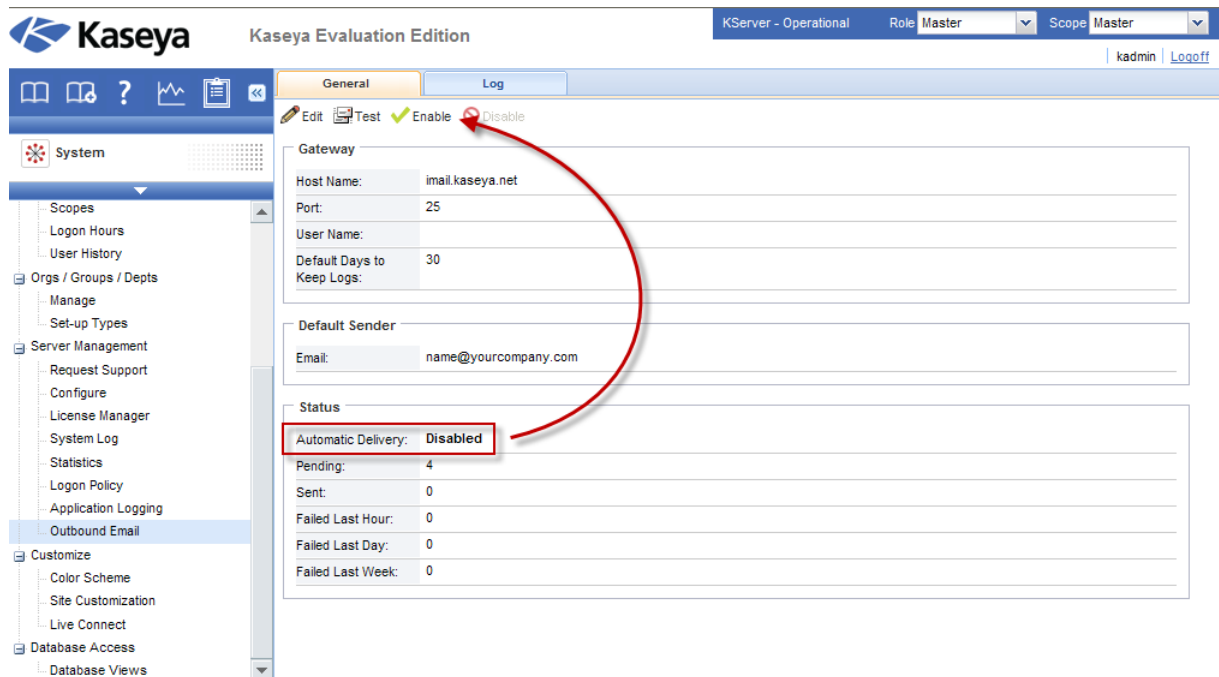 Kaseya
Kaseya Evaluation Edition
KServer - Operational
Role Master
Scope Master
kadmin
Logoff
General
Log
Edit
Test
Enable
Disable
System
Scopes
Logon Hours
User History
Orgs / Groups / Depts
Manage
Set-up Types
Server Management
Request Support
Configure
License Manager
System Log
Statistics
Logon Policy
Application Logging
Outbound Email
Customize
Color Scheme
Site Customization
Live Connect
Database Access
Database Views
Gateway
Host Name: imail.kaseya.net
Port: 25
User Name:
Default Days to
Keep Logs: 30
Default Sender
Email: name@yourcompany.com
Status
Automatic Delivery: Disabled
Pending: 4
Sent: 0
Failed Last Hour: 0
Failed Last Day: 0
Failed Last Week: 0